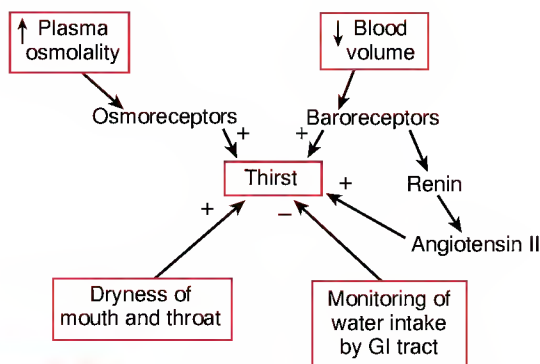 ↑ Plasma
osmolality
↓ Blood
volume
Osmoreceptors
Baroreceptors
+
+
Thirst
+
Renin
+
−
Angiotensin II
Dryness of
mouth and throat
Monitoring of
water intake
by GI tract